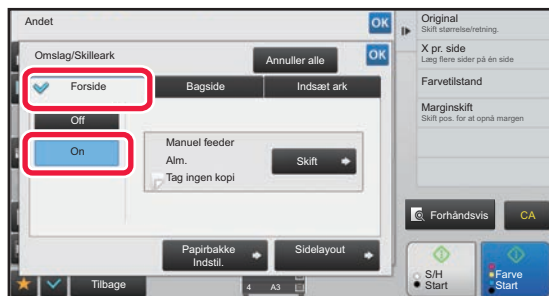 Andet
OK
Omslag/Skilleark
Annuller alle
OK
Forside
Bagside
Indsæt ark
Off
On
Manuel feeder
Alm.
Tag ingen kopi
Skift
Papirbakke
Indstil.
Sidelayout
Tilbage
4
A3
Original
Skift størrelse/retning.
X pr. side
Læg flere sider på én side
Farvetilstand
Marginskift
Skift pos. for at opnå margen
Forhåndsvis
CA
S/H
Start
Farve
Start